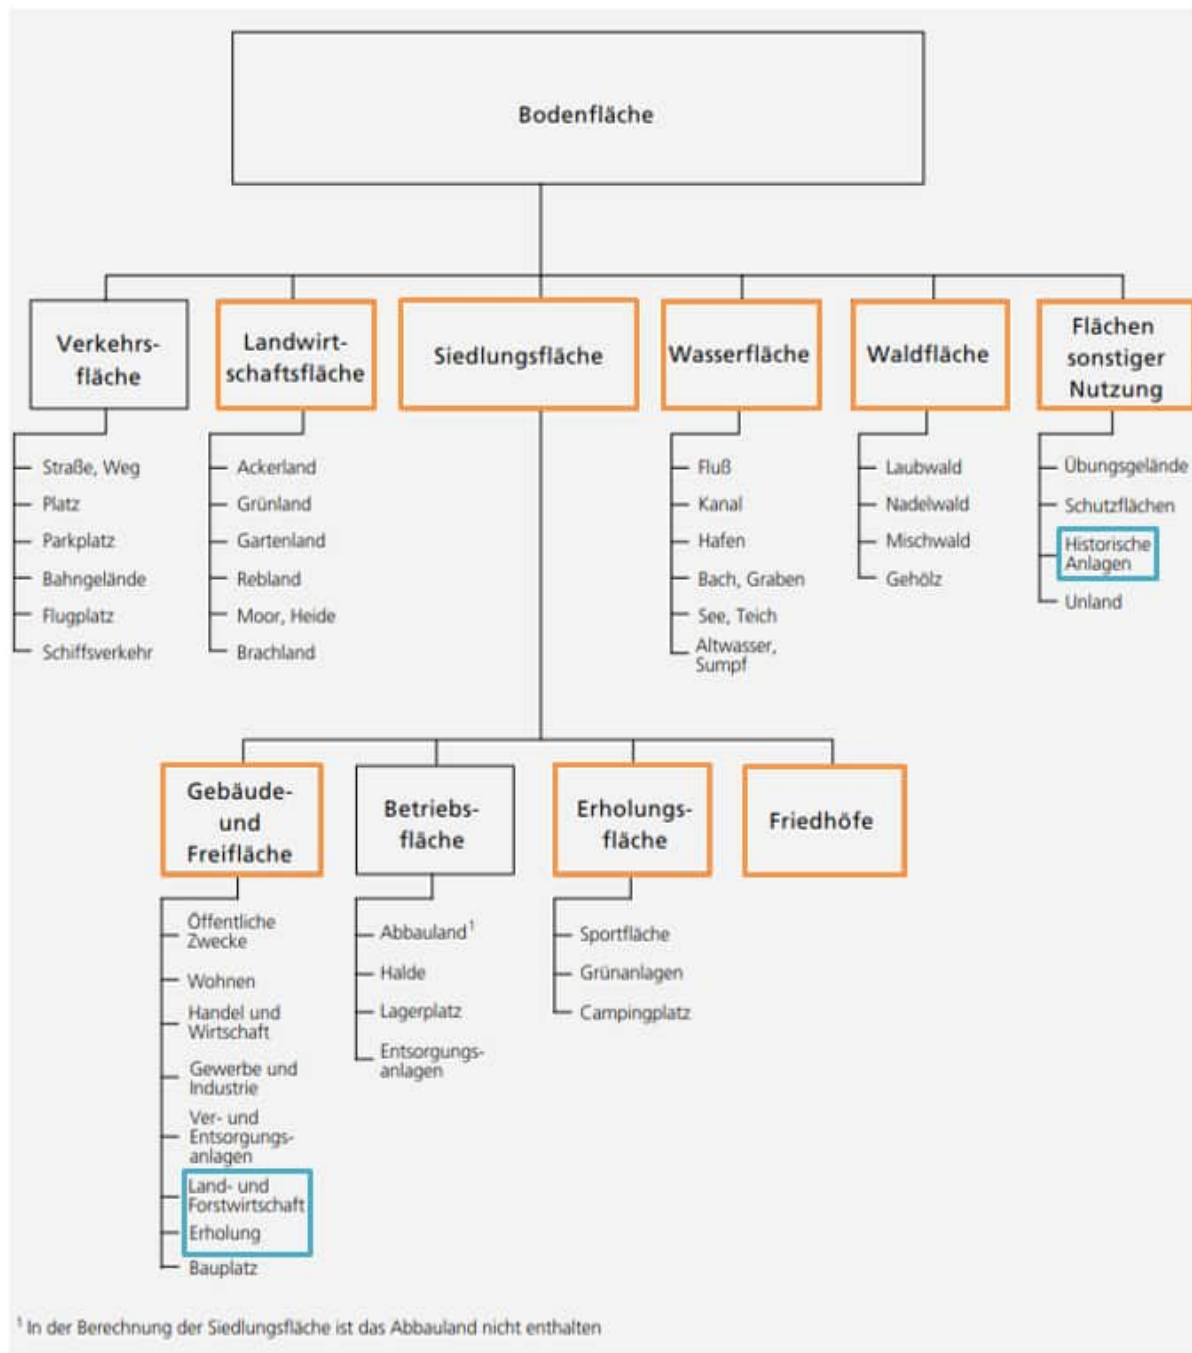 Bodenfläche
Verkehrs-
fläche
Landwirt-
schaftsfläche
Siedlungsfläche
Wasserfläche
Waldfläche
Flächen
sonstiger
Nutzung
Straße, Weg
Platz
Parkplatz
Bahngelände
Flugplatz
Schiffsverkehr
Ackerland
Grünland
Gartenland
Rebland
Moor, Heide
Brachland
Fluß
Kanal
Hafen
Bach, Graben
See, Teich
Altwasser,
Sumpf
Laubwald
Nadelwald
Mischwald
Gehölz
Übungsgelände
Schutzflächen
Historische
Anlagen
Unland
Gebäude-
und
Freifläche
Betriebs-
fläche
Erholungs-
fläche
Friedhöfe
Öffentliche
Zwecke
Wohnen
Handel und
Wirtschaft
Gewerbe und
Industrie
Ver- und
Entsorgungs-
anlagen
Land- und
Forstwirtschaft
Erholung
Bauplatz
Abbauland¹
Halde
Lagerplatz
Entsorgungs-
anlagen
Sportfläche
Grünanlagen
Campingplatz
¹ In der Berechnung der Siedlungsfläche ist das Abbauland nicht enthalten